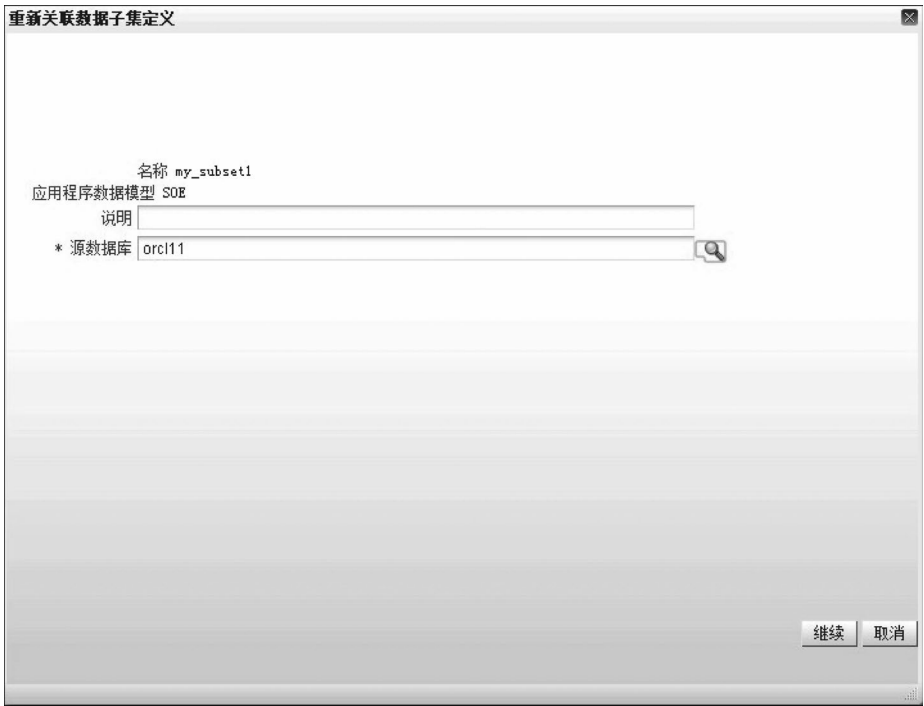 重新关联数据子集定义
名称 my_subset1
应用程序数据模型 SOE
说明
* 源数据库 orcl11
继续 取消